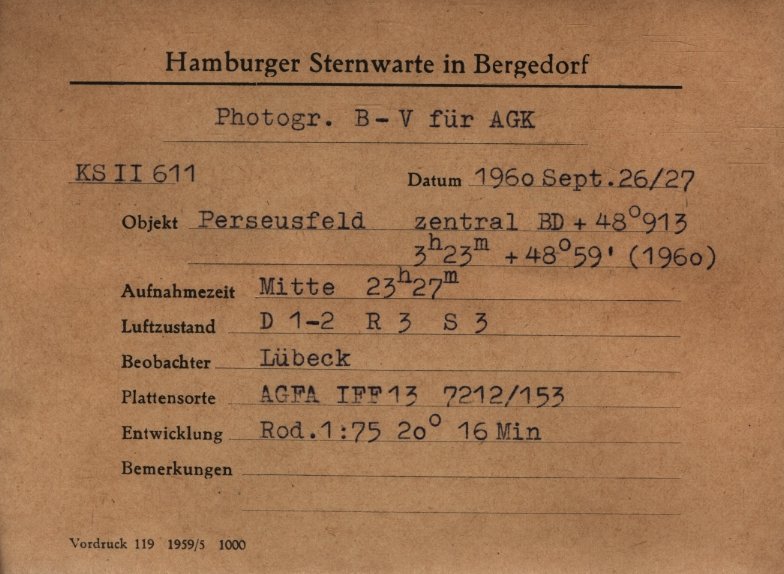 Hamburger Sternwarte in Bergedorf
Photogr. B-V für AGK
KS II 611 Datum 1960 Sept.26/27
Objekt Perseusfeld zentral BD + 48°913
3h23m + 48°59' (1960)
Aufnahmezeit Mitte 23h27m
Luftzustand D 1-2 R 3 S 3
Beobachter Lübeck
Plattensorte AGFA IFF13 7212/153
Entwicklung Rod.1:75 20° 16 Min
Bemerkungen
Vordruck 119 1959/5 1000